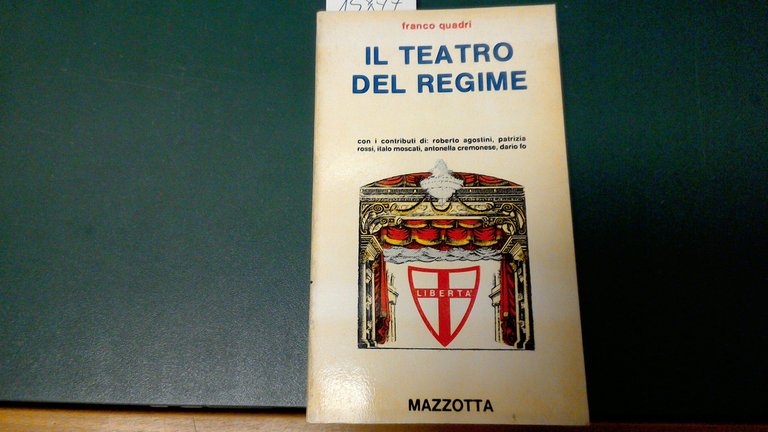 franco quadri
IL TEATRO
DEL REGIME
con i contributi di: roberto agostini, patrizia
rossi, italo moscati, antonella cremonese, dario fo
LIBERTA'
MAZZOTTA